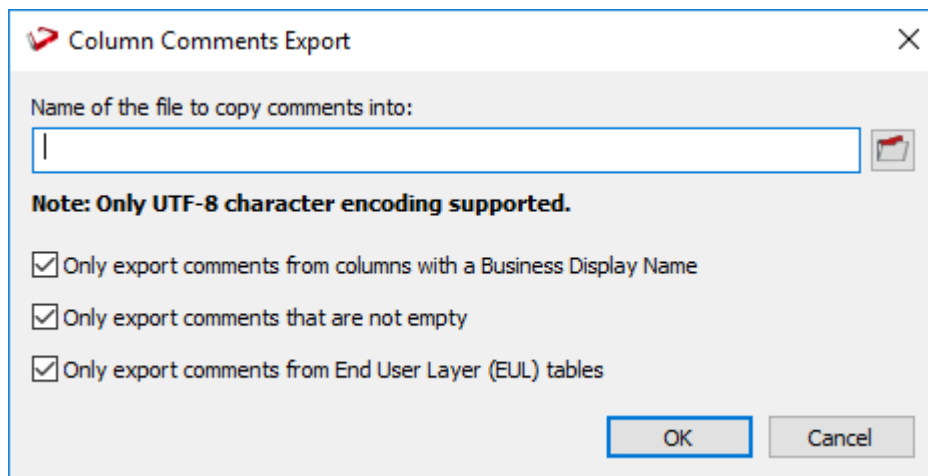 Column Comments Export
Name of the file to copy comments into:
Note: Only UTF-8 character encoding supported.
Only export comments from columns with a Business Display Name
Only export comments that are not empty
Only export comments from End User Layer (EUL) tables
OK Cancel